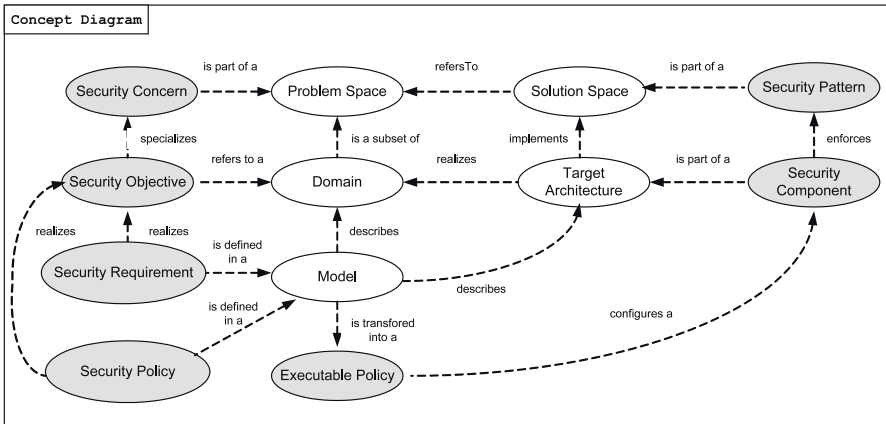 Concept Diagram
is part of a
refersTo
is part of a
Security Concern
Problem Space
Solution Space
Security Pattern
specializes
is a subset of
implements
enforces
refers to a
realizes
is part of a
Security Objective
Domain
Target
Architecture
Security
Component
realizes
realizes
is defined
in a
describes
Security Requirement
Model
describes
is defined
in a
is transfored
into a
configures a
Security Policy
Executable Policy